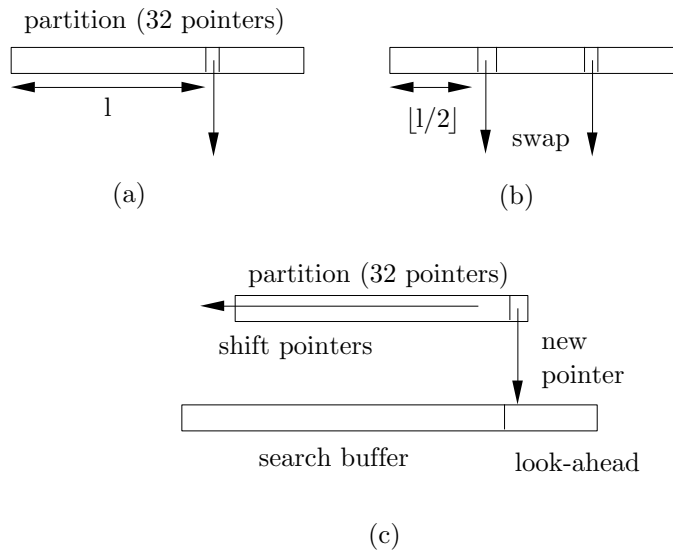 partition (32 pointers)
l
(a)
⌊l/2⌋
swap
(b)
partition (32 pointers)
shift pointers
new
pointer
search buffer
look-ahead
(c)